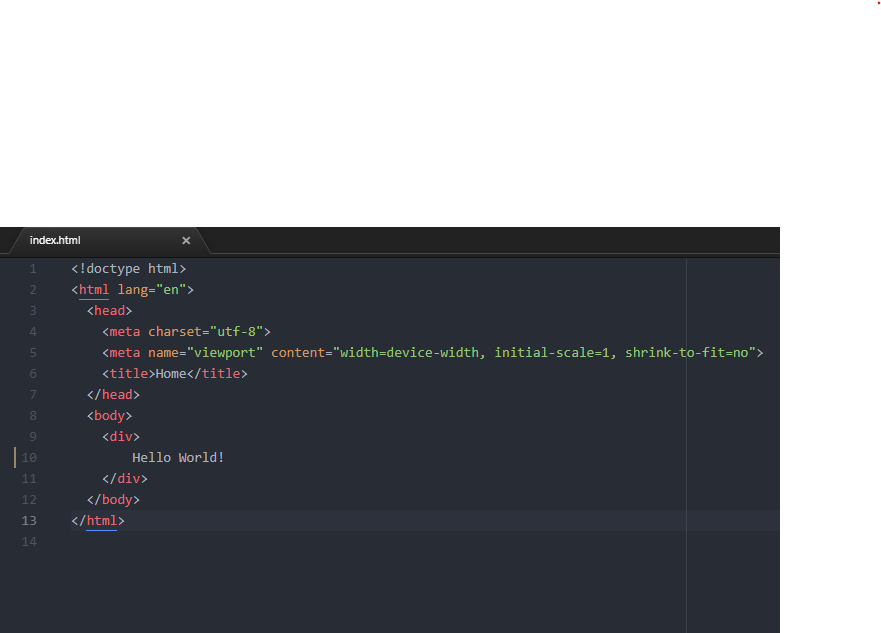 index.html ×
1 <!doctype html>
2 <html lang="en">
3   <head>
4     <meta charset="utf-8">
5     <meta name="viewport" content="width=device-width, initial-scale=1, shrink-to-fit=no">
6     <title>Home</title>
7   </head>
8   <body>
9     <div>
10         Hello World!
11     </div>
12   </body>
13 </html>
14